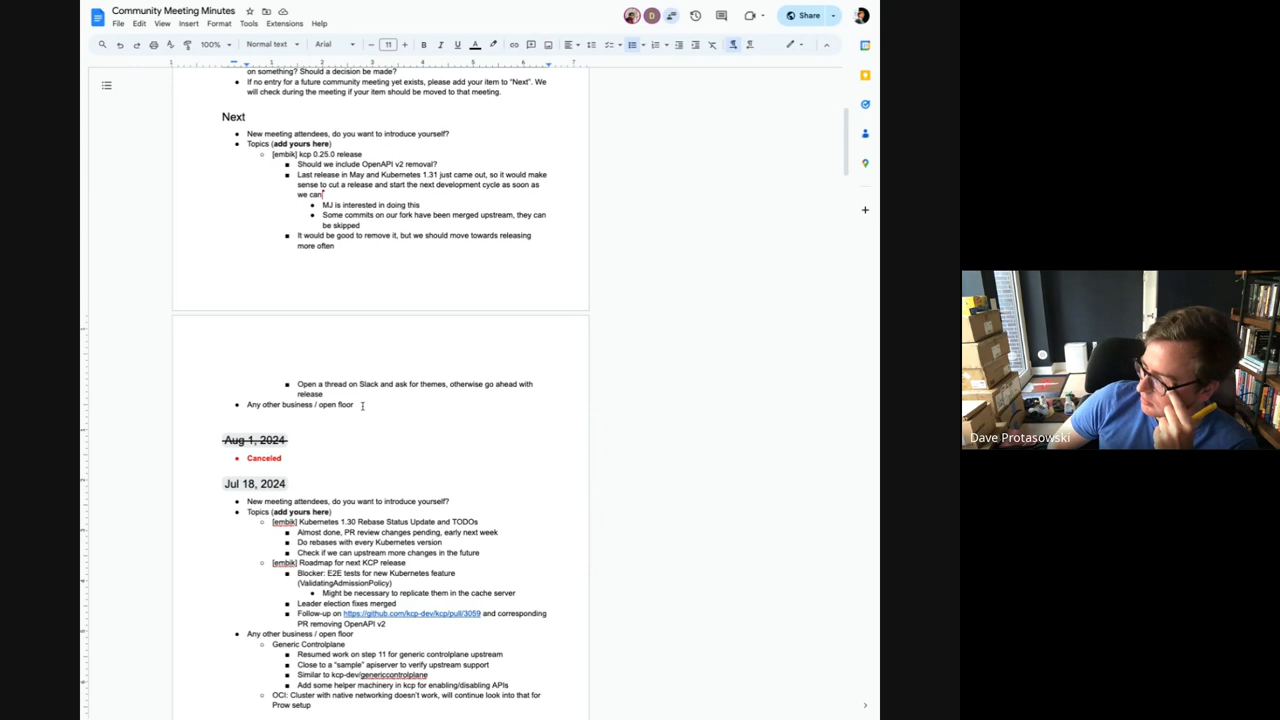 Community Meeting Minutes
File Edit View Insert Format Tools Extensions Help
Share
100% Normal text Arial 11
on something? Should a decision be made?
If no entry for a future community meeting yet exists, please add your item to "Next". We
will check during the meeting if your item should be moved to that meeting.
Next
New meeting attendees, do you want to introduce yourself?
Topics (add yours here)
[embik] kcp 0.25.0 release
Should we include OpenAPI v2 removal?
Last release in May and Kubernetes 1.31 just came out, so it would make
sense to cut a release and start the next development cycle as soon as
we can
MJ is interested in doing this
Some commits on our fork have been merged upstream, they can
be skipped
It would be good to remove it, but we should move towards releasing
more often
Open a thread on Slack and ask for themes, otherwise go ahead with
release
Any other business / open floor
Aug 1, 2024
Canceled
Jul 18, 2024
New meeting attendees, do you want to introduce yourself?
Topics (add yours here)
[embik] Kubernetes 1.30 Rebase Status Update and TODOs
Almost done, PR review changes pending, early next week
Do rebases with every Kubernetes version
Check if we can upstream more changes in the future
[embik] Roadmap for next KCP release
Blocker: E2E tests for new Kubernetes feature
(ValidatingAdmissionPolicy)
Might be necessary to replicate them in the cache server
Leader election fixes merged
Follow-up on https://github.com/kcp-dev/kcp/pull/3059 and corresponding
PR removing OpenAPI v2
Any other business / open floor
Generic Controlplane
Resumed work on step 11 for generic controlplane upstream
Close to a "sample" apiserver to verify upstream support
Similar to kcp-dev/genericcontrolplane
Add some helper machinery in kcp for enabling/disabling APIs
OCI: Cluster with native networking doesn't work, will continue look into that for
Prow setup
Dave Protasowski